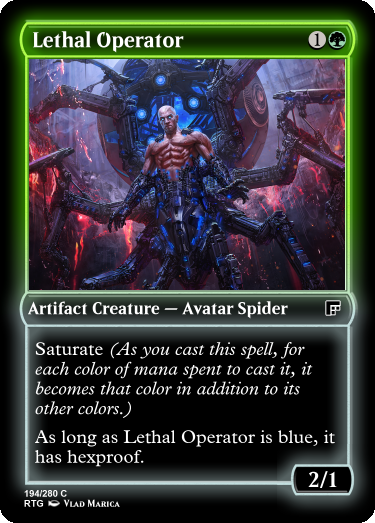 Lethal Operator 1
Artifact Creature — Avatar Spider
Saturate (As you cast this spell, for
each color of mana spent to cast it, it
becomes that color in addition to its
other colors.)
As long as Lethal Operator is blue, it
has hexproof.
2/1
194/280 C
RTG Vlad Marica